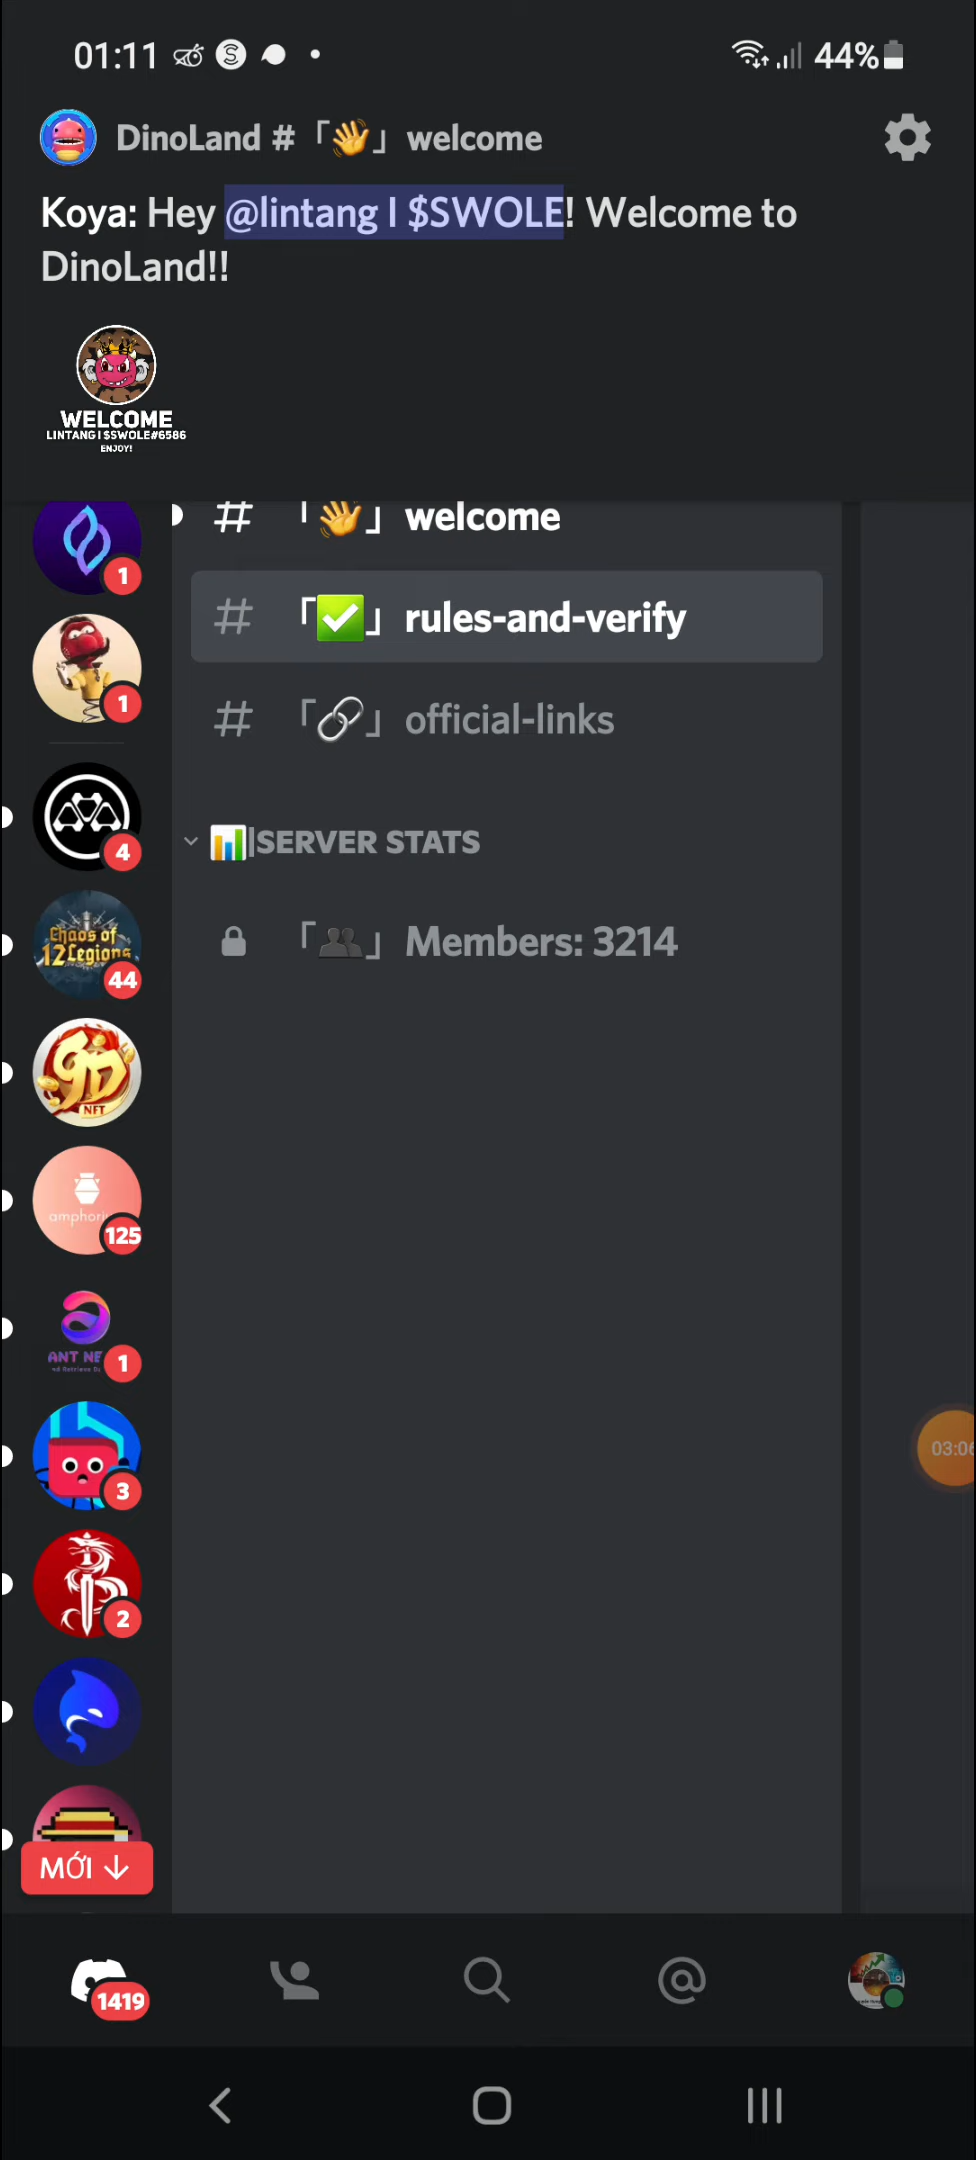 01:11 44%
DinoLand # 「👋」 welcome
Koya: Hey @lintang I $SWOLE! Welcome to
DinoLand!!
WELCOME
LINTANG I $SWOLE#6586
ENJOY!
# 「👋」 welcome
1
# 「✅」 rules-and-verify
1
# 「🔗」 official-links
4
📊|SERVER STATS
Chaos of
12 Legions
44
「👥」 Members: 3214
NFT
125
ANT NE
1
3
2
MỚI ↓
1419
03:06